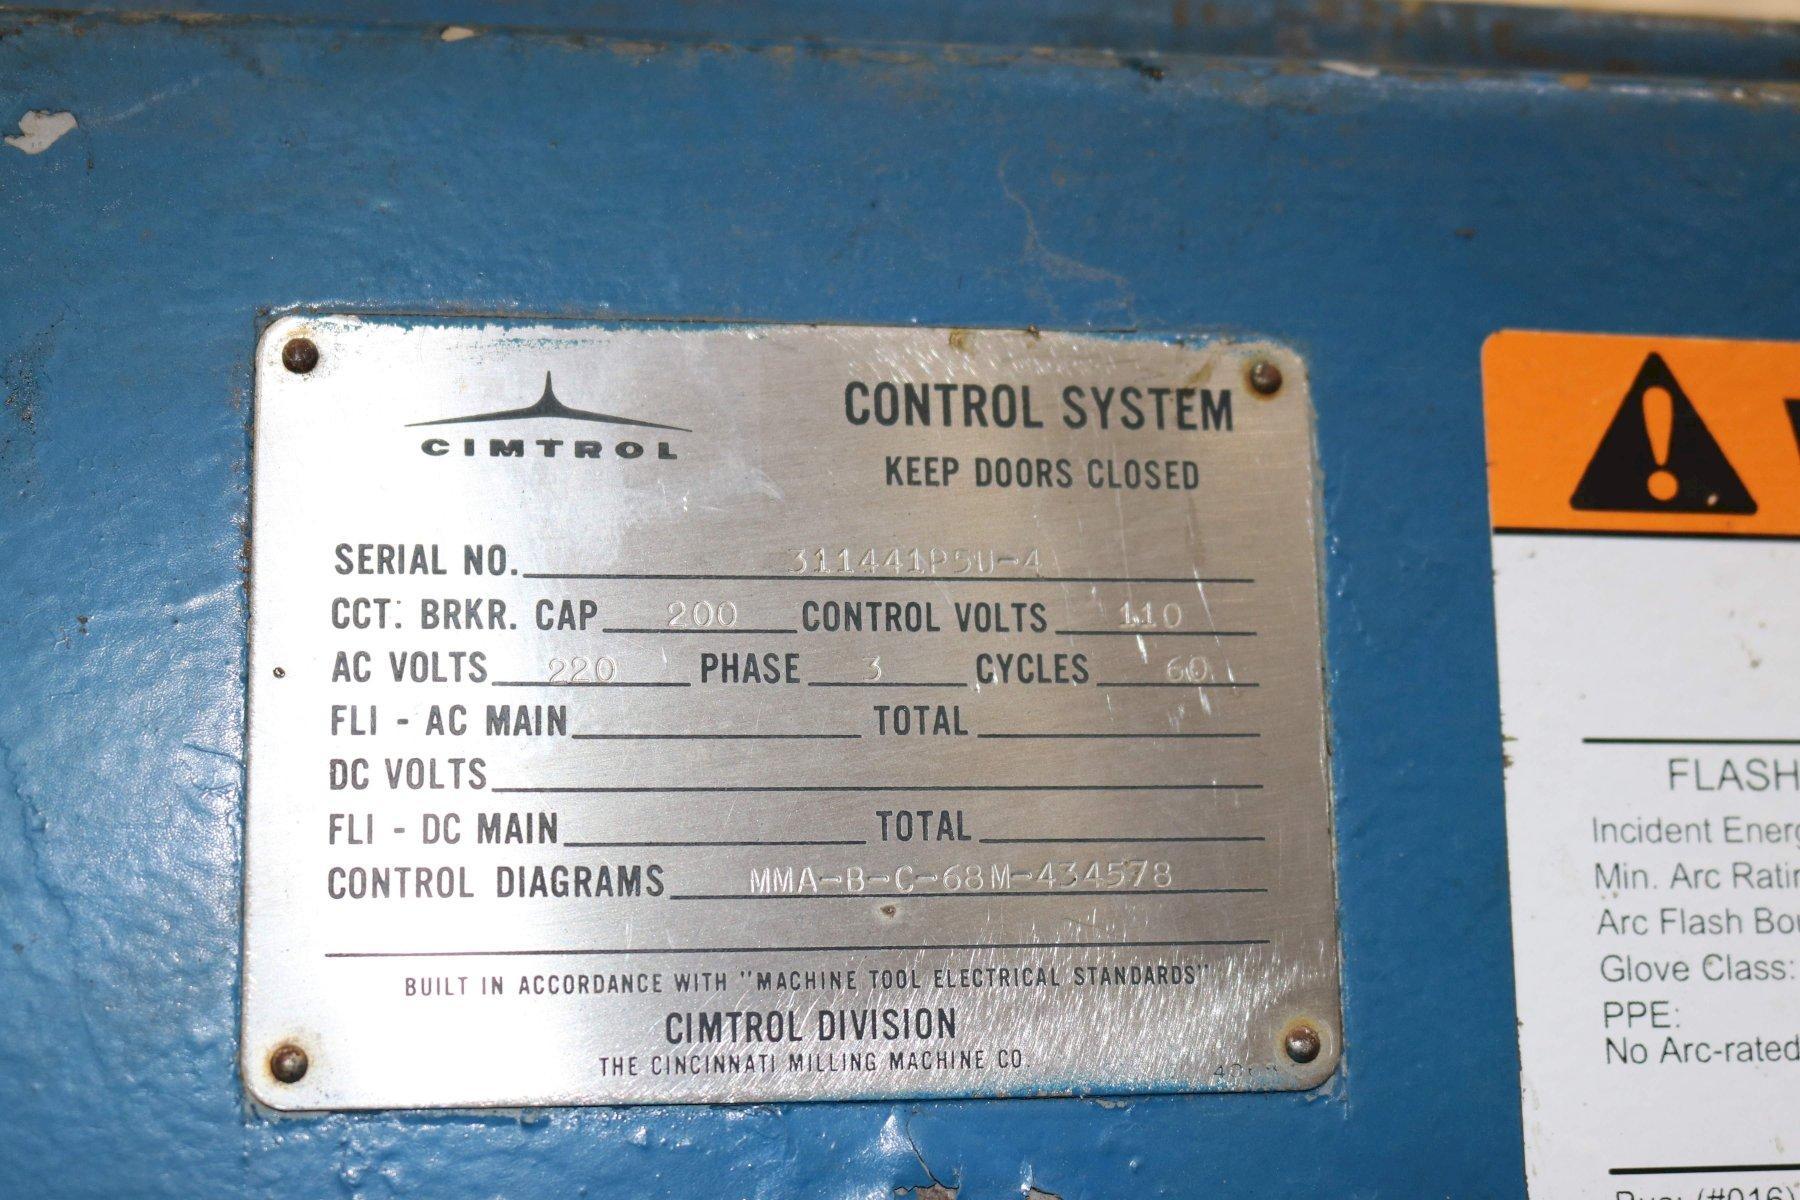 CIMTROL
CONTROL SYSTEM
KEEP DOORS CLOSED
SERIAL NO. 311441P5U-4
CCT. BRKR. CAP 200 CONTROL VOLTS 110
AC VOLTS 220 PHASE 3 CYCLES 60
FLI - AC MAIN TOTAL
DC VOLTS
FLI - DC MAIN TOTAL
CONTROL DIAGRAMS MMA-B-C-68M-434578
BUILT IN ACCORDANCE WITH "MACHINE TOOL ELECTRICAL STANDARDS"
CIMTROL DIVISION
THE CINCINNATI MILLING MACHINE CO.
FLASH
Incident
Min. Arc
Arc Flash
Glove Class:
PPE:
No Arc-rated